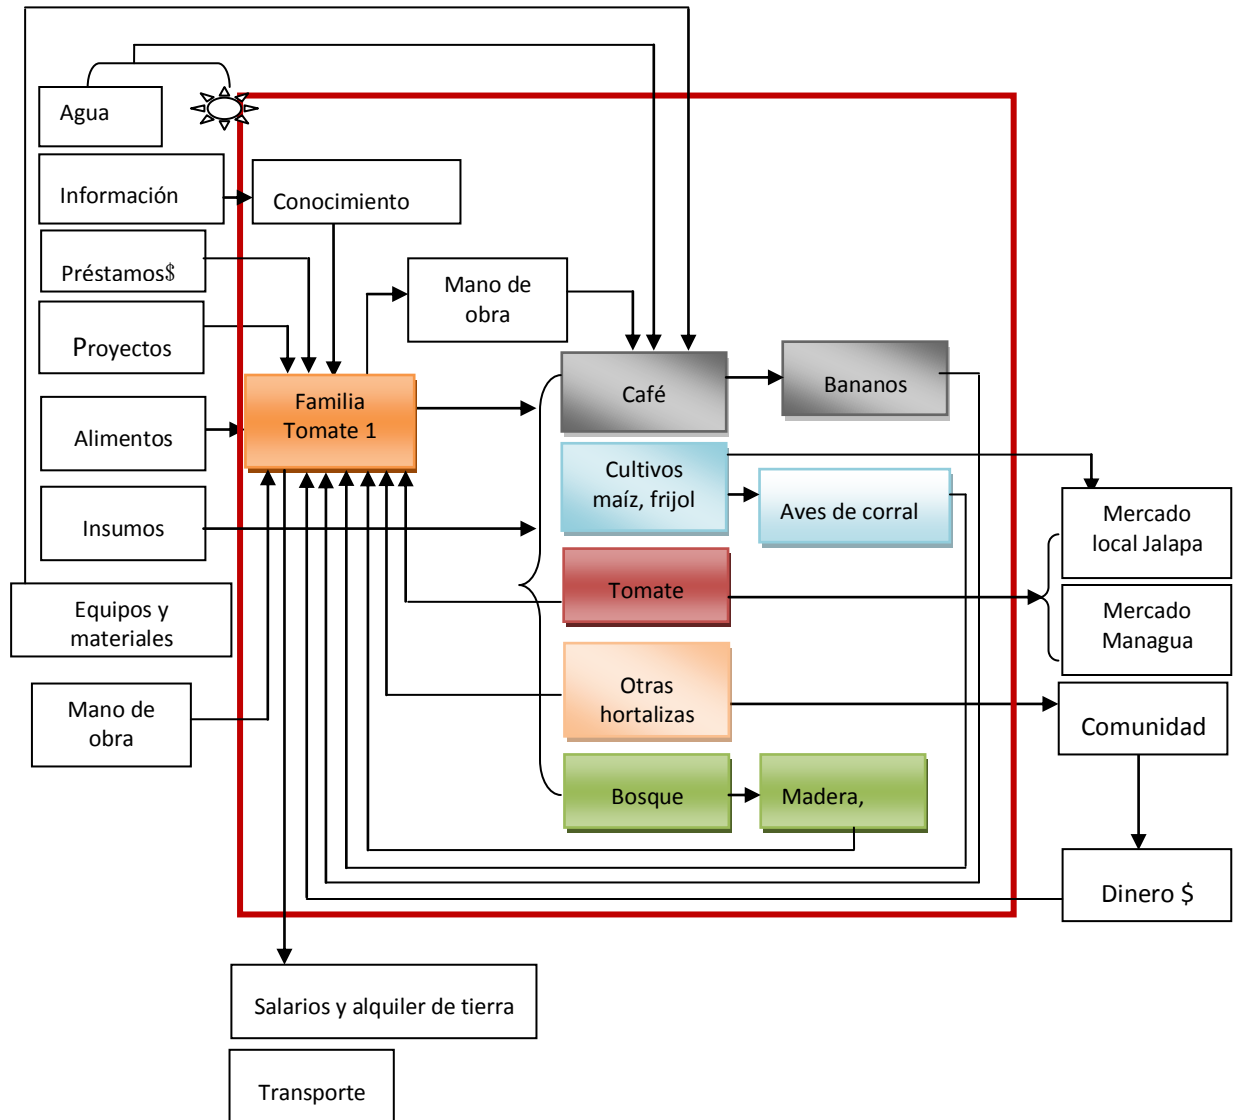 Agua
Información
Conocimiento
Préstamos$
Mano de
obra
Proyectos
Familia
Tomate 1
Café
Bananos
Alimentos
Cultivos
maíz, frijol
Aves de corral
Insumos
Mercado
local Jalapa
Tomate
Equipos y
materiales
Mercado
Managua
Mano de
obra
Otras
hortalizas
Comunidad
Bosque
Madera,
Dinero $
Salarios y alquiler de tierra
Transporte